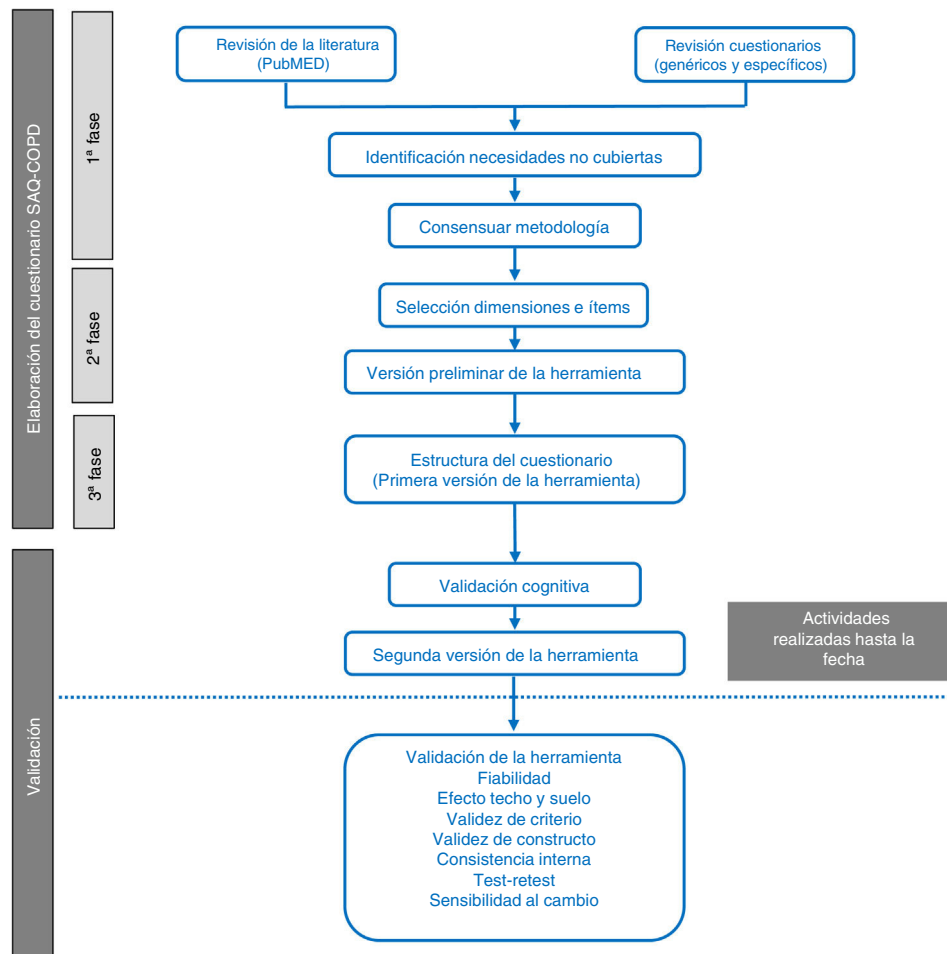 Elaboración del cuestionario SAQ-COPD
1ª fase
2ª fase
3ª fase
Revisión de la literatura
(PubMED)
Revisión cuestionarios
(genéricos y específicos)
Identificación necesidades no cubiertas
Consensuar metodología
Selección dimensiones e ítems
Versión preliminar de la herramienta
Estructura del cuestionario
(Primera versión de la herramienta)
Validación
Validación cognitiva
Segunda versión de la herramienta
Actividades
realizadas hasta la
fecha
Validación de la herramienta
Fiabilidad
Efecto techo y suelo
Validez de criterio
Validez de constructo
Consistencia interna
Test-retest
Sensibilidad al cambio